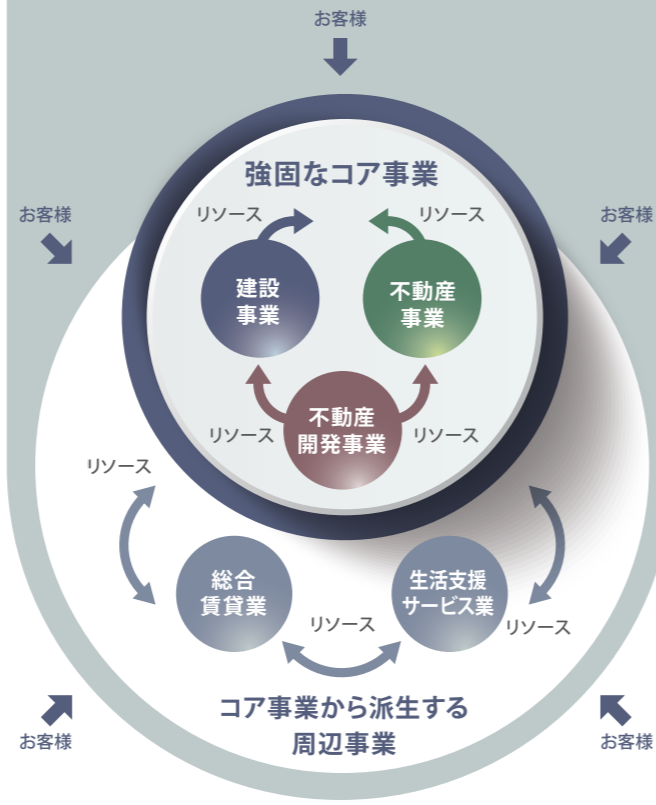 お客様
強固なコア事業
リソース
リソース
お客様
お客様
建設
事業
不動産
事業
不動産
開発事業
リソース
リソース
リソース
総合
賃貸業
生活支援
サービス業
リソース
リソース
コア事業から派生する
周辺事業
お客様
お客様